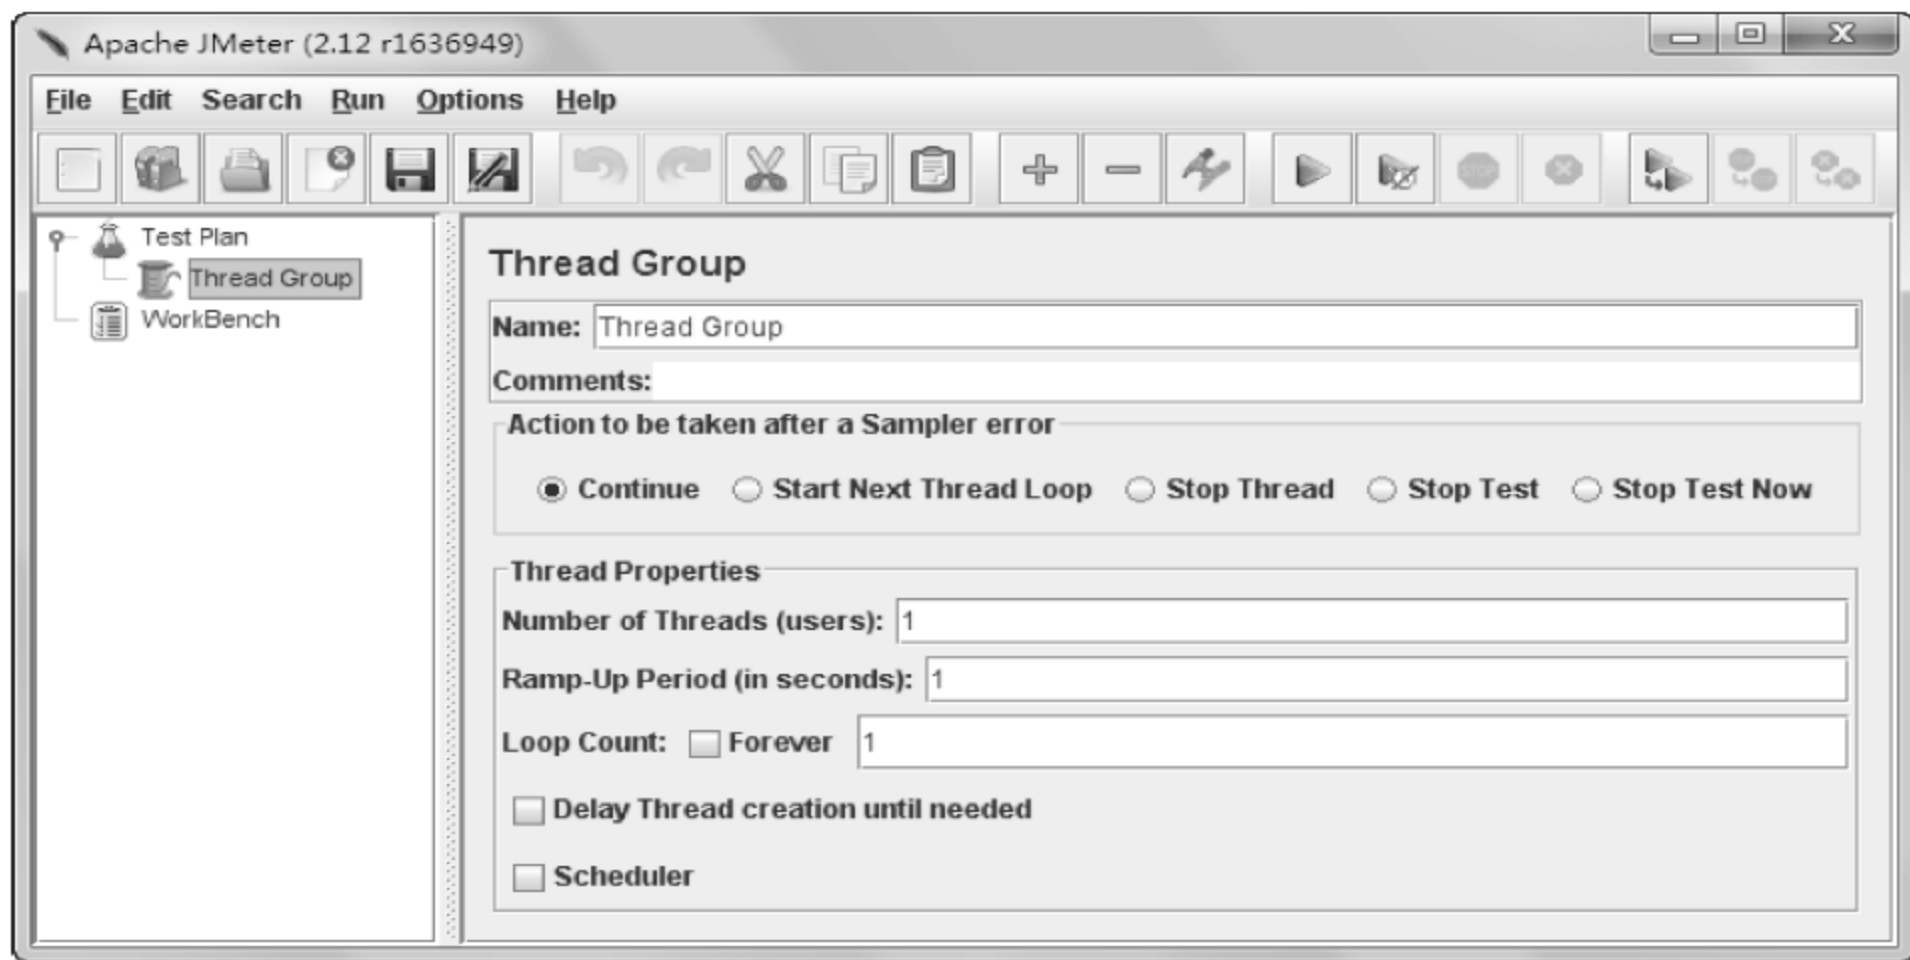 Apache JMeter (2.12 r1636949)
File Edit Search Run Options Help
STOP
Test Plan
Thread Group
WorkBench
Thread Group
Name: Thread Group
Comments:
Action to be taken after a Sampler error
Continue Start Next Thread Loop Stop Thread Stop Test Stop Test Now
Thread Properties
Number of Threads (users): 1
Ramp-Up Period (in seconds): 1
Loop Count: Forever 1
Delay Thread creation until needed
Scheduler